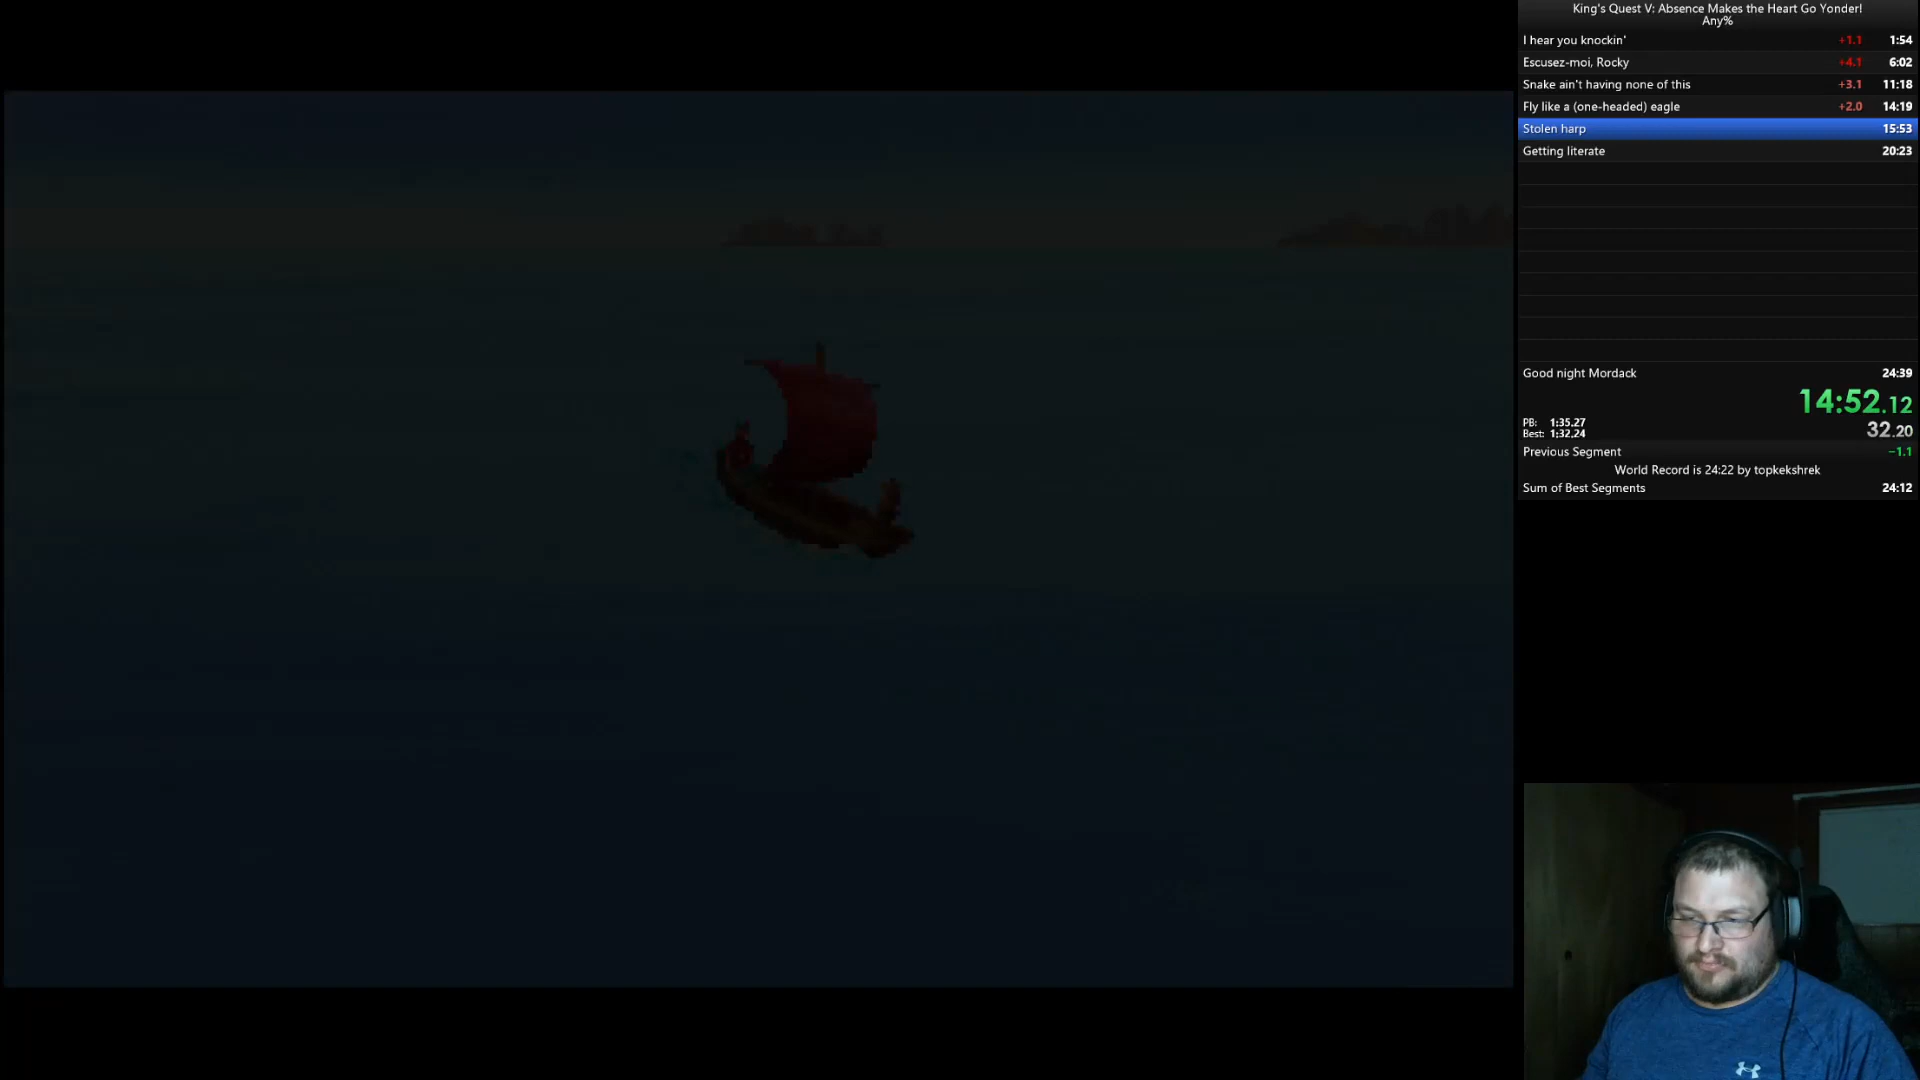 King's Quest V: Absence Makes the Heart Go Yonder!
Any%
I hear you knockin' +1.1 1:54
Escusez-moi, Rocky +4.1 6:02
Snake ain't having none of this +3.1 11:18
Fly like a (one-headed) eagle +2.0 14:19
Stolen harp 15:53
Getting literate 20:23
Good night Mordack 24:39
14:52.12
PB: 1:35.27
Best: 1:32.24
32.20
Previous Segment −1.1
World Record is 24:22 by topkekshrek
Sum of Best Segments 24:12